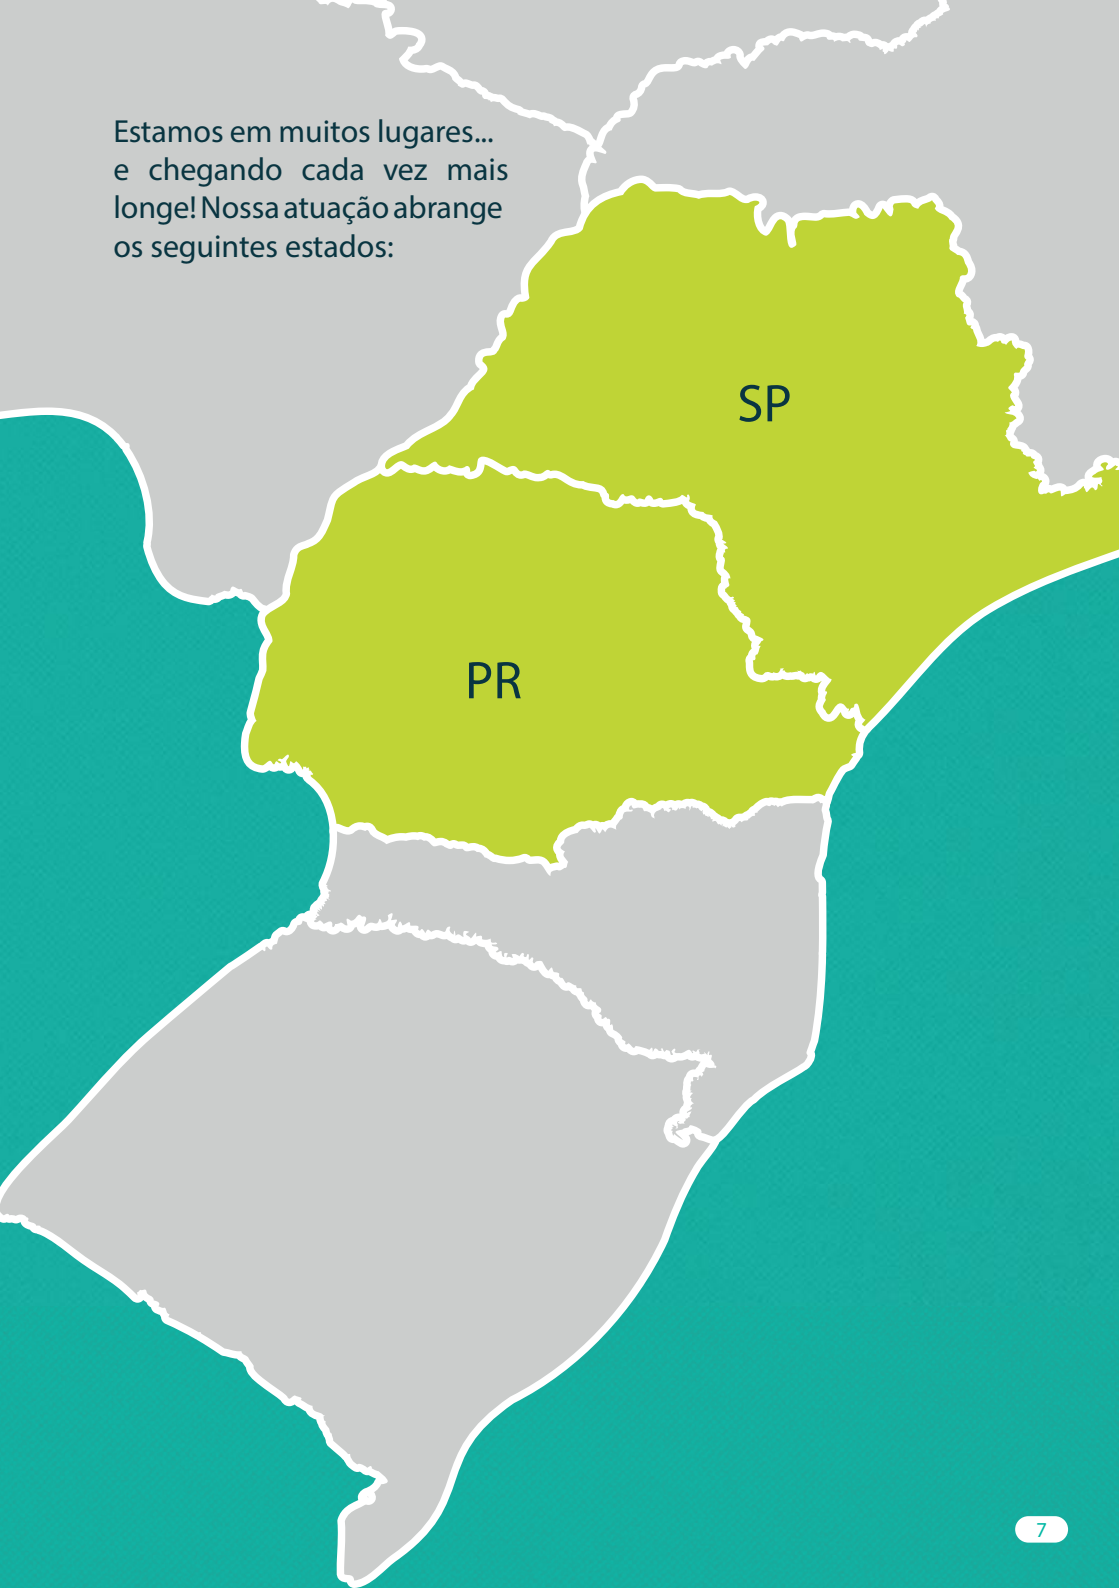 Estamos em muitos lugares...
e chegando cada vez mais
longe! Nossa atuação abrange
os seguintes estados:
SP
PR
7